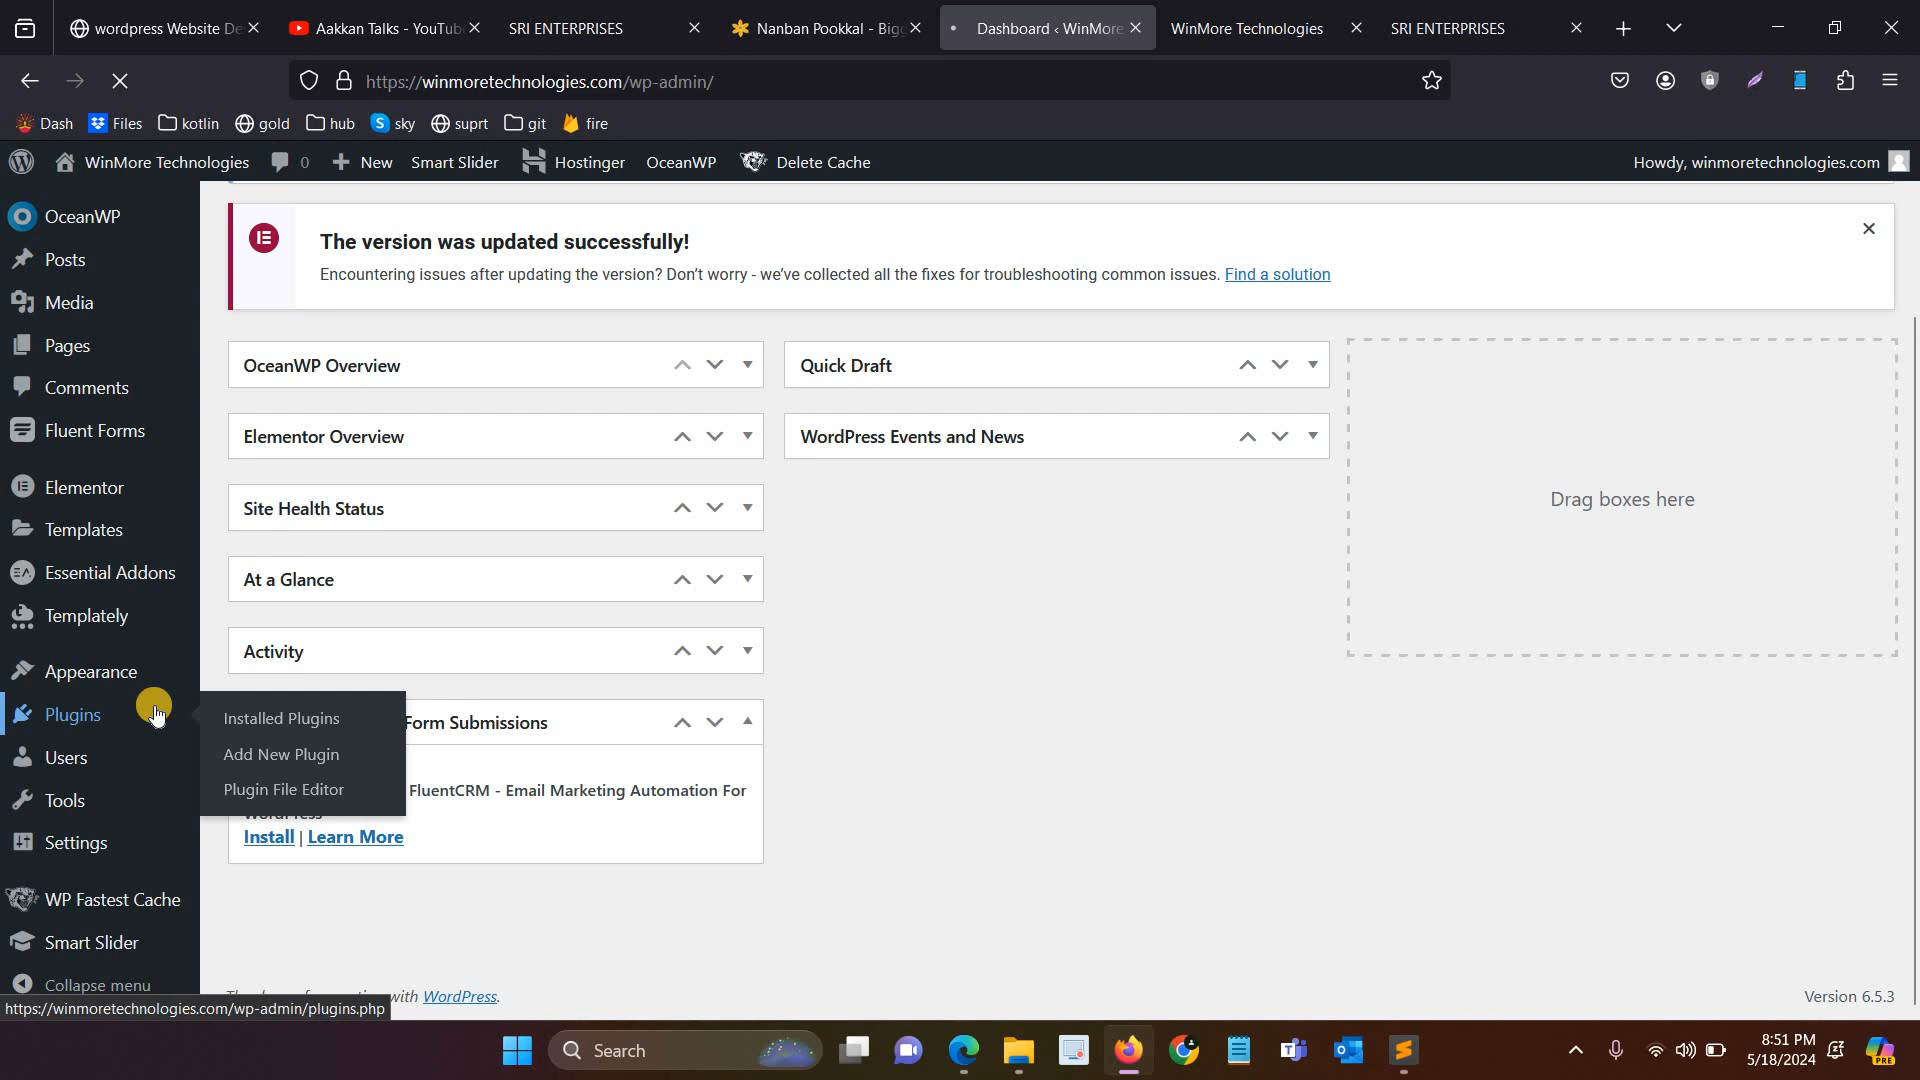 wordpress Website De
Aakkan Talks - YouTube
SRI ENTERPRISES
Nanban Pookkal - Bigg
Dashboard ‹ WinMore
WinMore Technologies
SRI ENTERPRISES
https://winmoretechnologies.com/wp-admin/
Dash
Files
kotlin
gold
hub
sky
suprt
git
fire
WinMore Technologies
0
New
Smart Slider
Hostinger
OceanWP
Delete Cache
Howdy, winmoretechnologies.com
OceanWP
Posts
Media
Pages
Comments
Fluent Forms
Elementor
Templates
Essential Addons
Templately
Appearance
Plugins
Users
Tools
Settings
WP Fastest Cache
Smart Slider
Collapse menu
Installed Plugins
Add New Plugin
Plugin File Editor
The version was updated successfully!
Encountering issues after updating the version? Don't worry - we've collected all the fixes for troubleshooting common issues. Find a solution
OceanWP Overview
Elementor Overview
Site Health Status
At a Glance
Activity
Form Submissions
FluentCRM - Email Marketing Automation For
WordPress
Install | Learn More
Quick Draft
WordPress Events and News
Drag boxes here
with WordPress.
Version 6.5.3
https://winmoretechnologies.com/wp-admin/plugins.php
Search
8:51 PM
5/18/2024
PRE